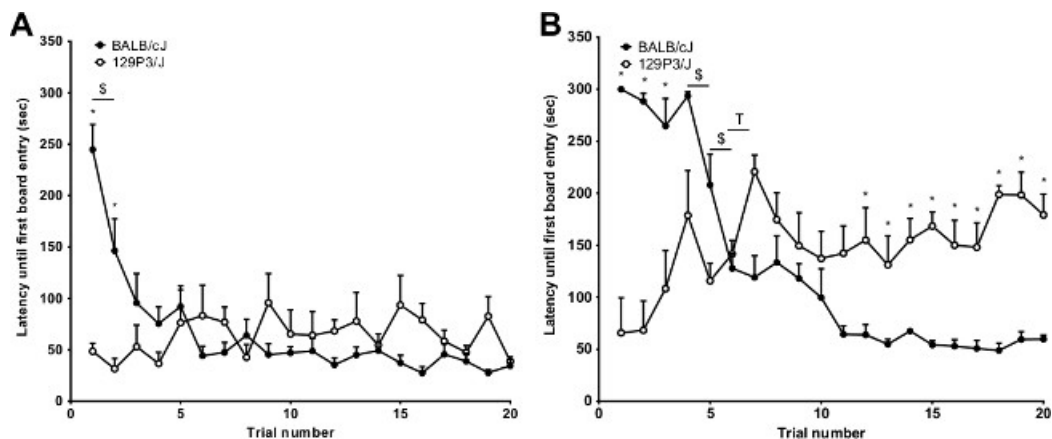 A
BALB/cJ
129P3/J
$
*
*
Latency until first board entry (sec)
350
300
250
200
150
100
50
0
0 5 10 15 20
Trial number
B
BALB/cJ
129P3/J
* * *
$
T
$
* * * * * * * * *
Latency until first board entry (sec)
350
300
250
200
150
100
50
0
0 5 10 15 20
Trial number